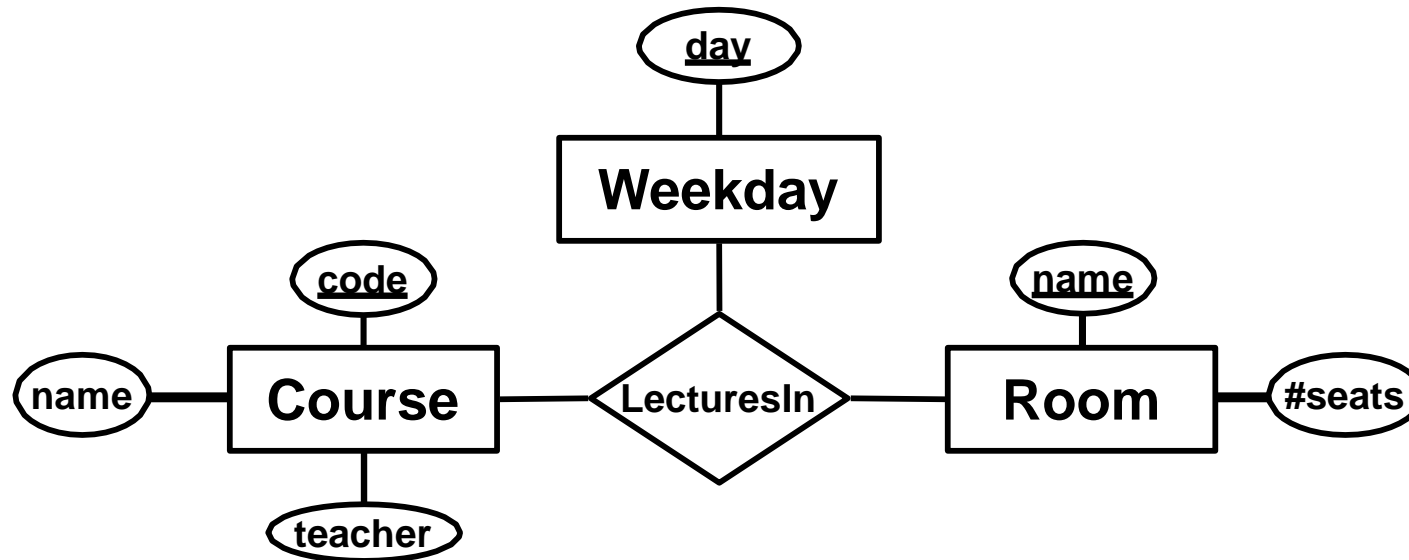 day
Weekday
code
name
name
Course
LecturesIn
Room
#seats
teacher